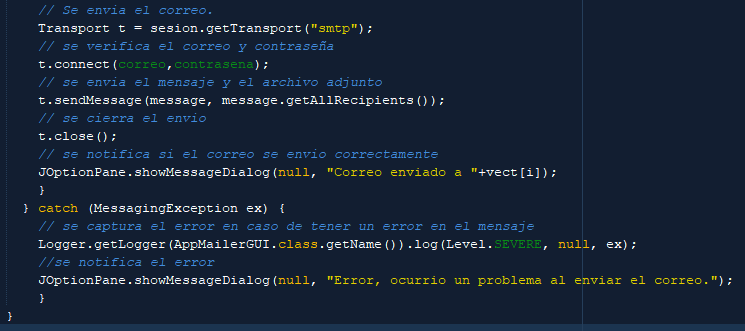 // Se envia el correo.
Transport t = sesion.getTransport("smtp");
// se verifica el correo y contraseña
t.connect(correo,contrasena);
// se envia el mensaje y el archivo adjunto
t.sendMessage(message, message.getAllRecipients());
// se cierra el envio
t.close();
// se notifica si el correo se envio correctamente
JOptionPane.showMessageDialog(null, "Correo enviado a "+vect[i]);
}
} catch (MessagingException ex) {
// se captura el error en caso de tener un error en el mensaje
Logger.getLogger(AppMailerGUI.class.getName()).log(Level.SEVERE, null, ex);
//se notifica el error
JOptionPane.showMessageDialog(null, "Error, ocurrio un problema al enviar el correo.");
}
}